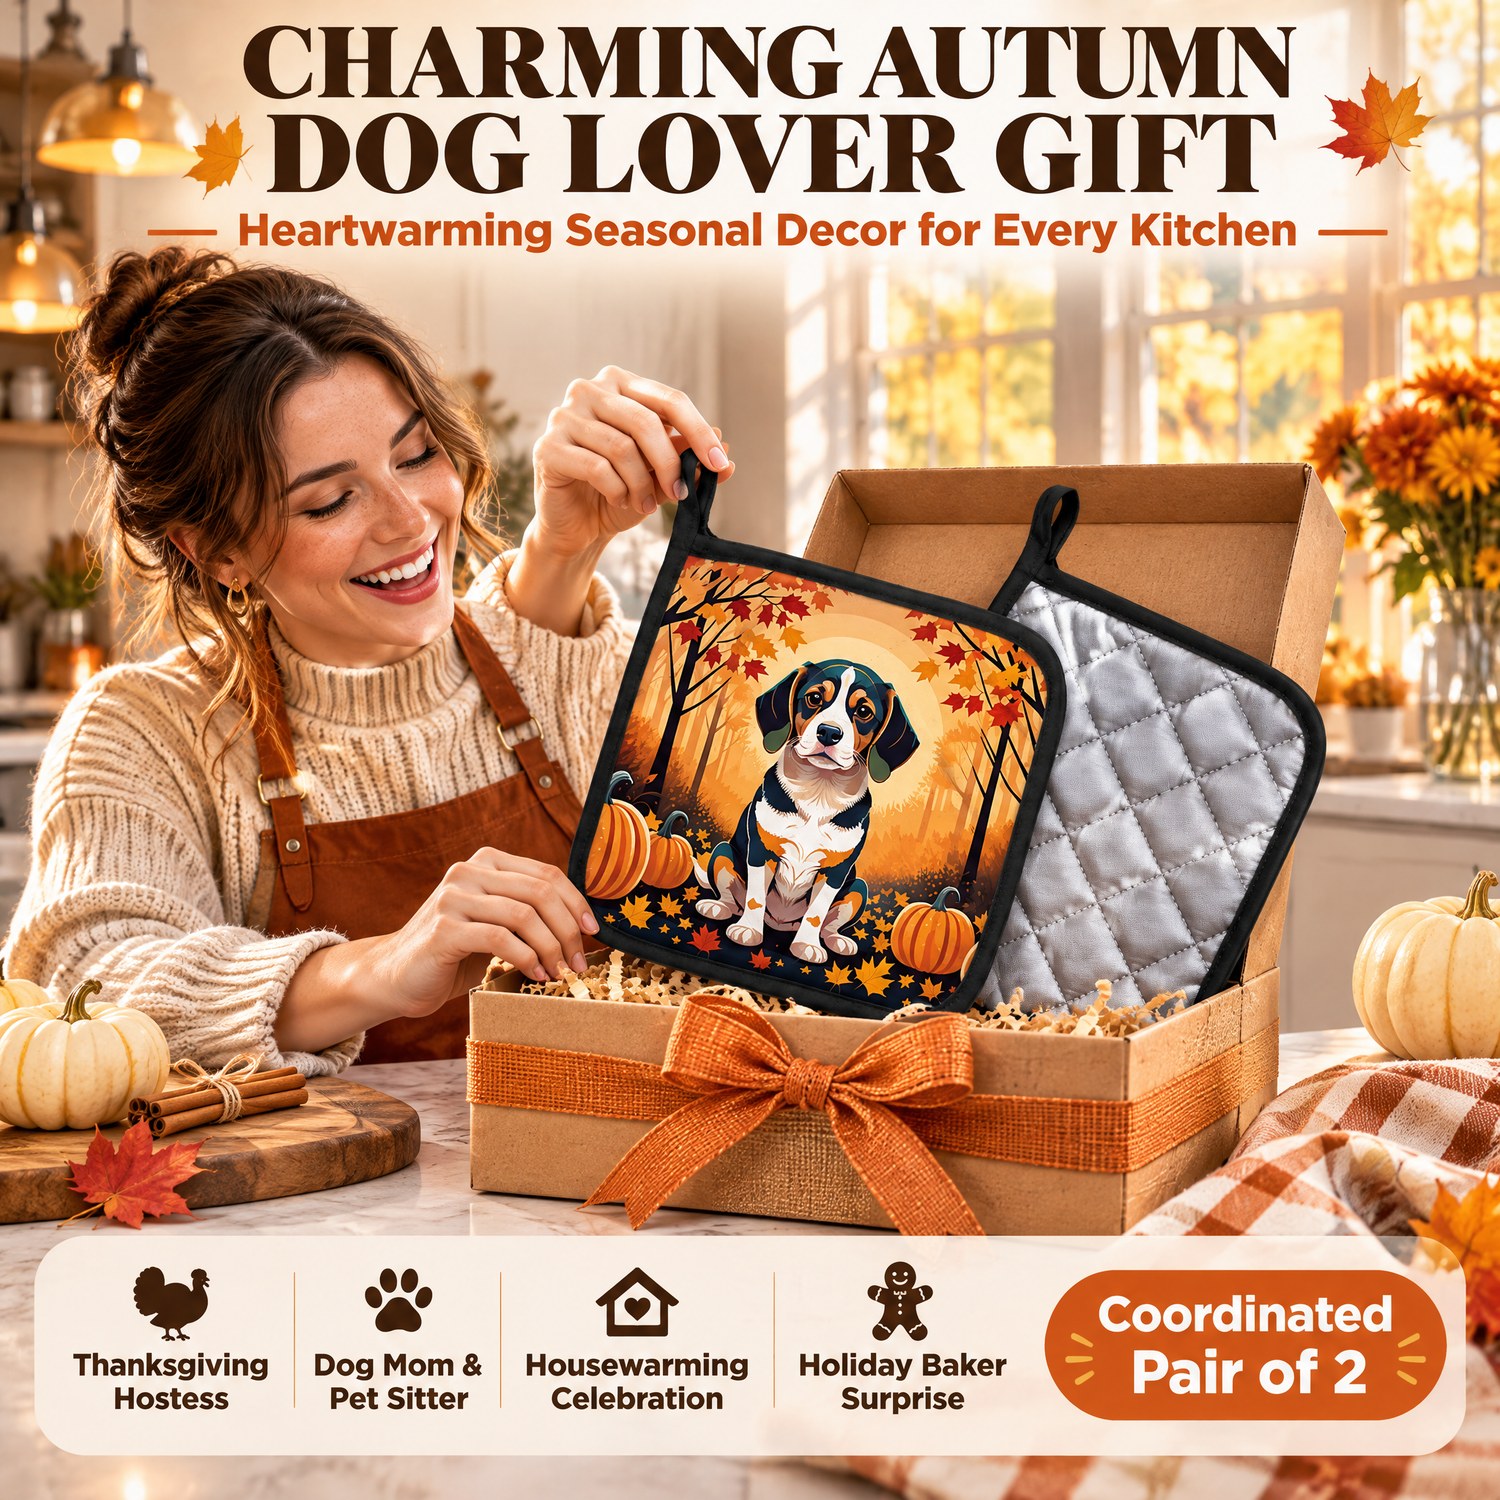 CHARMING AUTUMN
DOG LOVER GIFT
Heartwarming Seasonal Decor for Every Kitchen
Thanksgiving
Hostess
Dog Mom &
Pet Sitter
Housewarming
Celebration
Holiday Baker
Surprise
Coordinated
Pair of 2